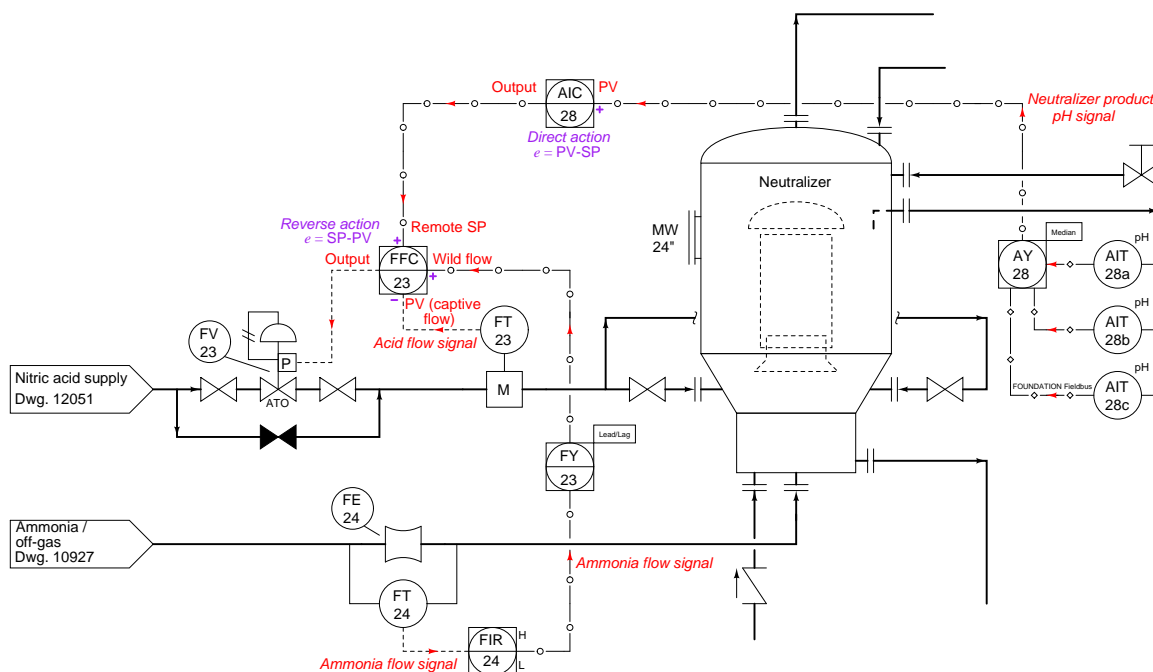 Output
AIC
28
PV
+
Direct action
e = PV-SP
Neutralizer product
pH signal
Neutralizer
MW
24"
Reverse action
e = SP-PV
+
Remote SP
Output
FFC
23
Wild flow
+
–
PV (captive
flow)
Acid flow signal
FT
23
Median
AY
28
pH
AIT
28a
pH
AIT
28b
pH
AIT
28c
FOUNDATION Fieldbus
FV
23
P
ATO
M
Nitric acid supply
Dwg. 12051
Lead/Lag
FY
23
FE
24
Ammonia /
off-gas
Dwg. 10927
Ammonia flow signal
FT
24
FIR
24
H
L
Ammonia flow signal